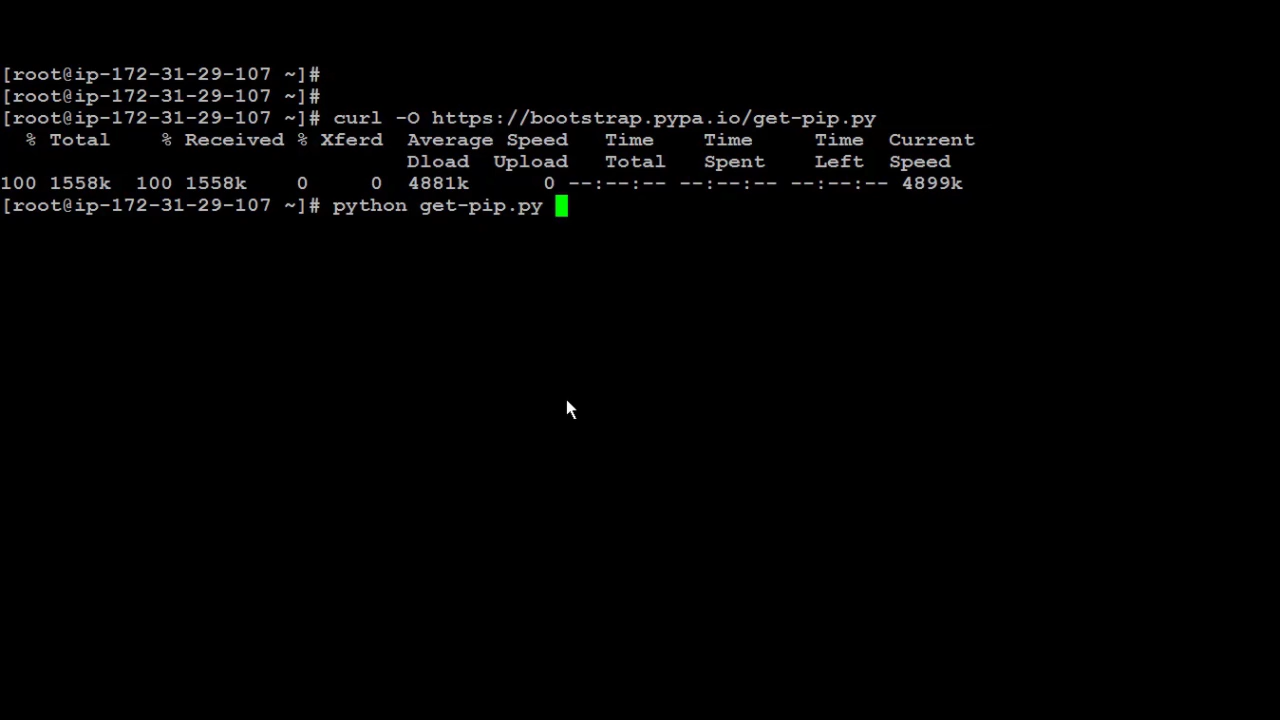 [root@ip-172-31-29-107 ~]#
[root@ip-172-31-29-107 ~]#
[root@ip-172-31-29-107 ~]# curl -O https://bootstrap.pypa.io/get-pip.py
% Total % Received % Xferd Average Speed Time Time Time Current
Dload Upload Total Spent Left Speed
100 1558k 100 1558k 0 0 4881k 0 --:--:-- --:--:-- --:--:-- 4899k
[root@ip-172-31-29-107 ~]# python get-pip.py